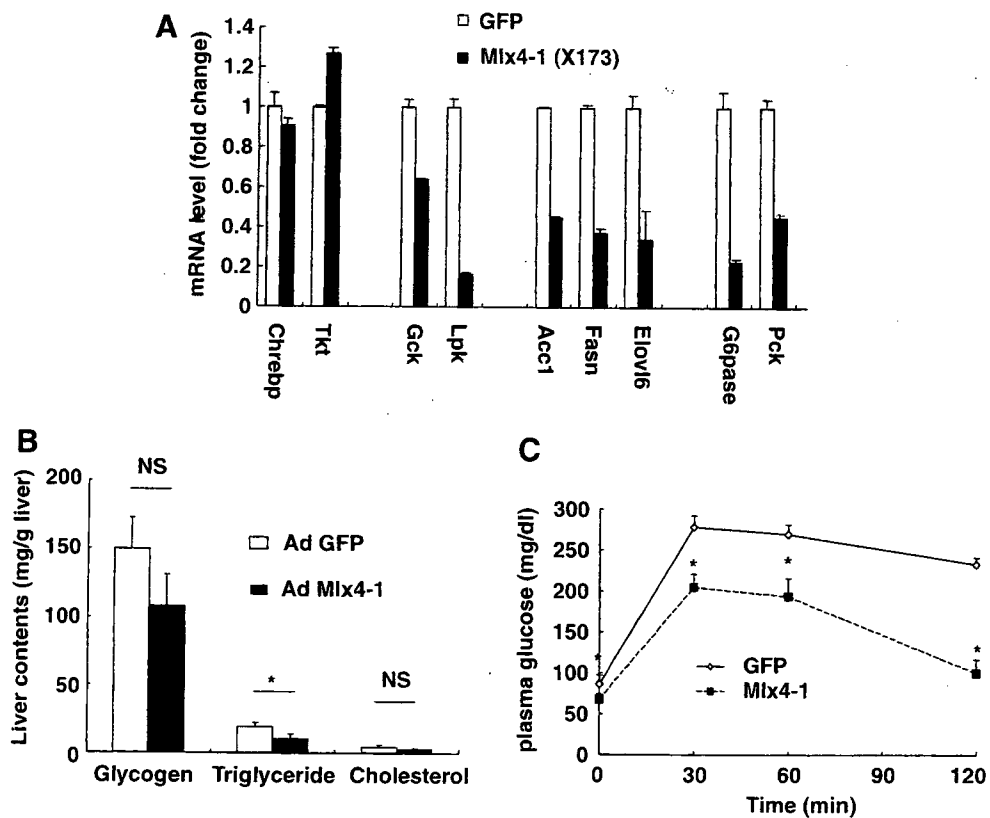 A
mRNA level (fold change)
1.4
1.2
1
0.8
0.6
0.4
0.2
0
GFP
Mlx4-1 (X173)
Chrebp
Tkt
Gck
Lpk
Acc1
Fasn
Elovl6
G6pase
Pck
B
Liver contents (mg/g liver)
200
150
100
50
0
NS
*
NS
Ad GFP
Ad Mlx4-1
Glycogen
Triglyceride
Cholesterol
C
plasma glucose (mg/dl)
300
250
200
150
100
50
0
*
*
*
*
GFP
Mlx4-1
0
30
60
90
120
Time (min)